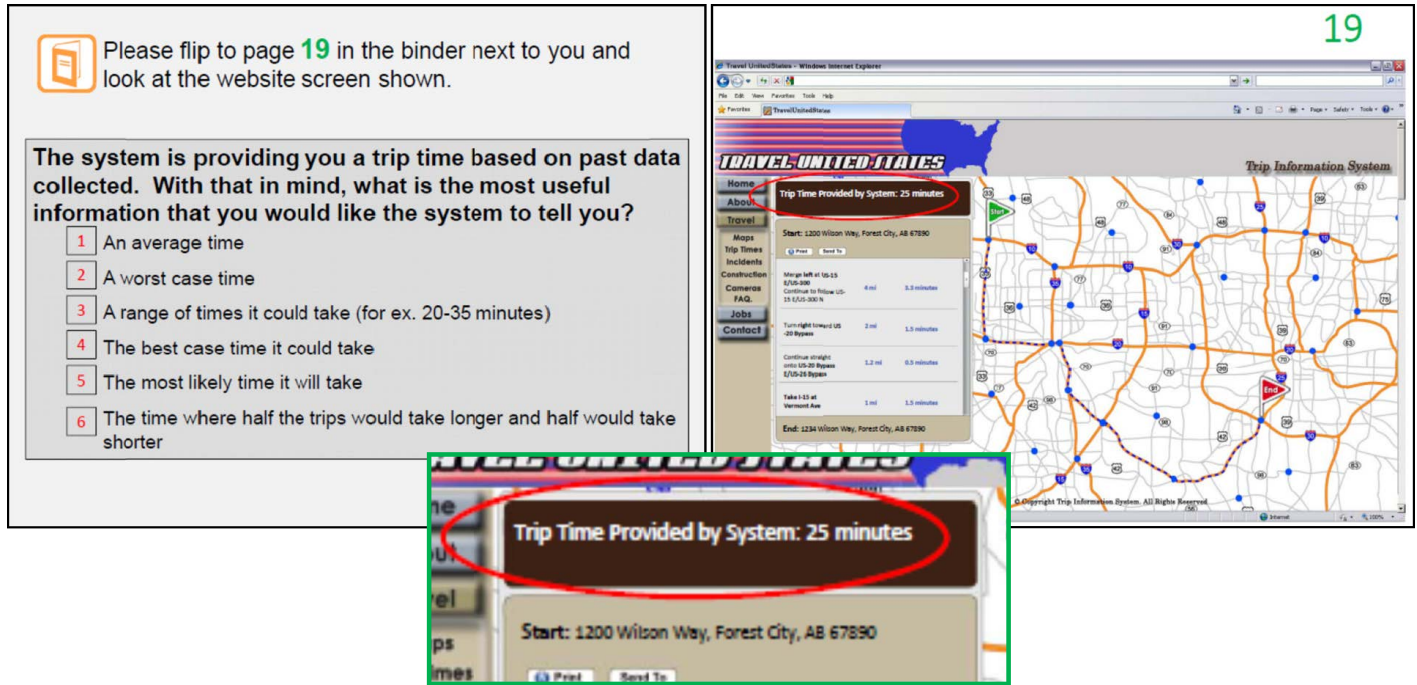 Please flip to page 19 in the binder next to you and
look at the website screen shown.
The system is providing you a trip time based on past data
collected. With that in mind, what is the most useful
information that you would like the system to tell you?
1 An average time
2 A worst case time
3 A range of times it could take (for ex. 20-35 minutes)
4 The best case time it could take
5 The most likely time it will take
6 The time where half the trips would take longer and half would take
shorter
19
Travel UnitedStates - Windows Internet Explorer
File Edit View Favorites Tools Help
Favorites TravelUnitedStates
Page Safety Tools
TRAVEL UNITED STATES
Trip Information System
Home
About
Travel
Maps
Trip Times
Incidents
Construction
Cameras
FAQ.
Jobs
Contact
Trip Time Provided by System: 25 minutes
Start: 1200 Wilson Way, Forest City, AB 67890
Print Send To
Merge left at US-15
E/US-300
Continue to follow US-
15 E/US-300 N
4 mi 3.3 minutes
Turn right toward US
-20 Bypass
2 mi 1.5 minutes
Continue straight
onto US-20 Bypass
E/US-26 Bypass
1.2 mi 0.5 minutes
Take I-15 at
Vermont Ave
1 mi 1.5 minutes
End: 1234 Wilson Way, Forest City, AB 67890
Start
End
© Copyright Trip Information System. All Rights Reserved
Internet 100%
Trip Time Provided by System: 25 minutes
Start: 1200 Wilson Way, Forest City, AB 67890
Print Send To